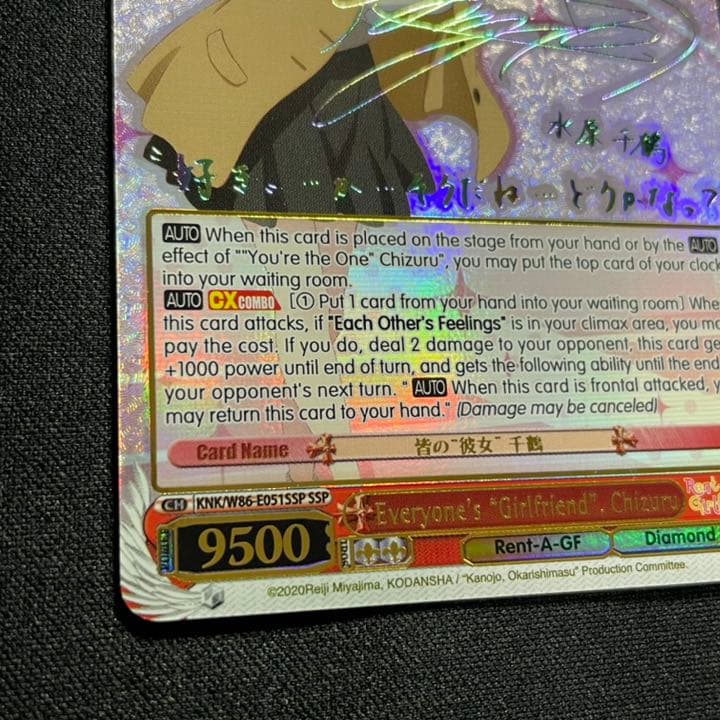 水原千鶴
AUTO When this card is placed on the stage from your hand or by the AUTO
effect of ""You're the One" Chizuru", you may put the top card of your clock
into your waiting room.
AUTO CX COMBO [① Put 1 card from your hand into your waiting room] Whe
this card attacks, if "Each Other's Feelings" is in your climax area, you ma
pay the cost. If you do, deal 2 damage to your opponent, this card ge
+1000 power until end of turn, and gets the following ability until the end
your opponent's next turn. " AUTO When this card is frontal attacked, y
may return this card to your hand." (Damage may be canceled)
Card Name 皆の"彼女" 千鶴
CH KNK/W86-E051SSP SSP
Everyone's "Girlfriend", Chizuru
9500
Rent-A-GF Diamond
©2020Reiji Miyajima, KODANSHA / "Kanojo, Okarishimasu" Production Committee.